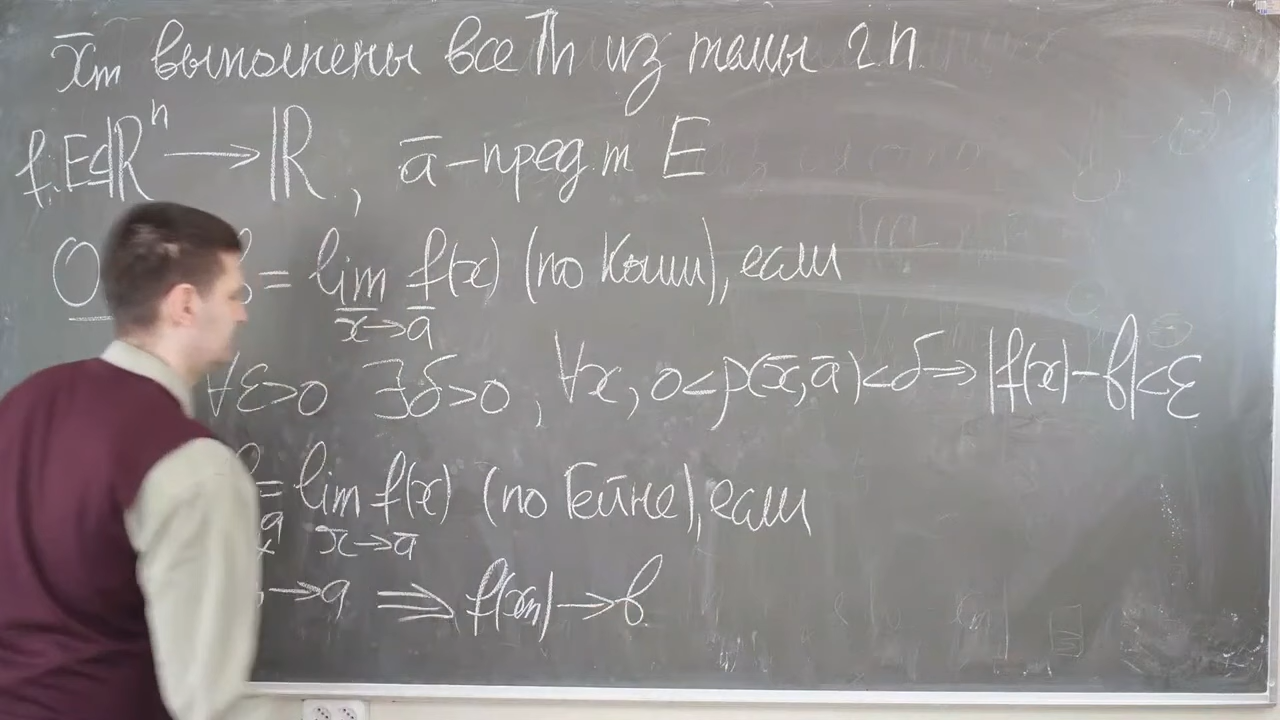 x̄m выполнены все Th из темы 2.П.
f: E⊆ℝⁿ → ℝ, ā - пред.т E
O b = lim f(x) (по Коши), если
x̄→ā
∀ε>0 ∃δ>0, ∀x, 0<ρ(x̄,ā)<δ ⇒ |f(x)-b|<ε
= lim f(x) (по Гейне), если
x→ā
→a ⇒ f(xm)→b.